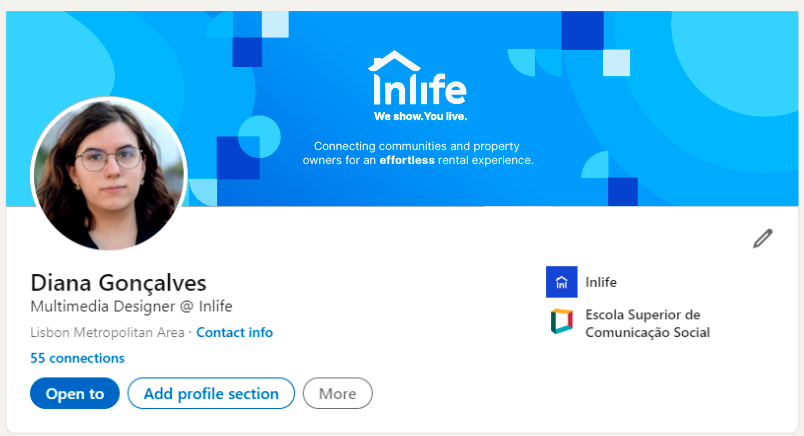 Inlife
We show. You live.
Connecting communities and property
owners for an effortless rental experience.
Diana Gonçalves
Multimedia Designer @ Inlife
Lisbon Metropolitan Area · Contact info
55 connections
Open to
Add profile section
More
Inl
Inlife
Escola Superior de
Comunicação Social